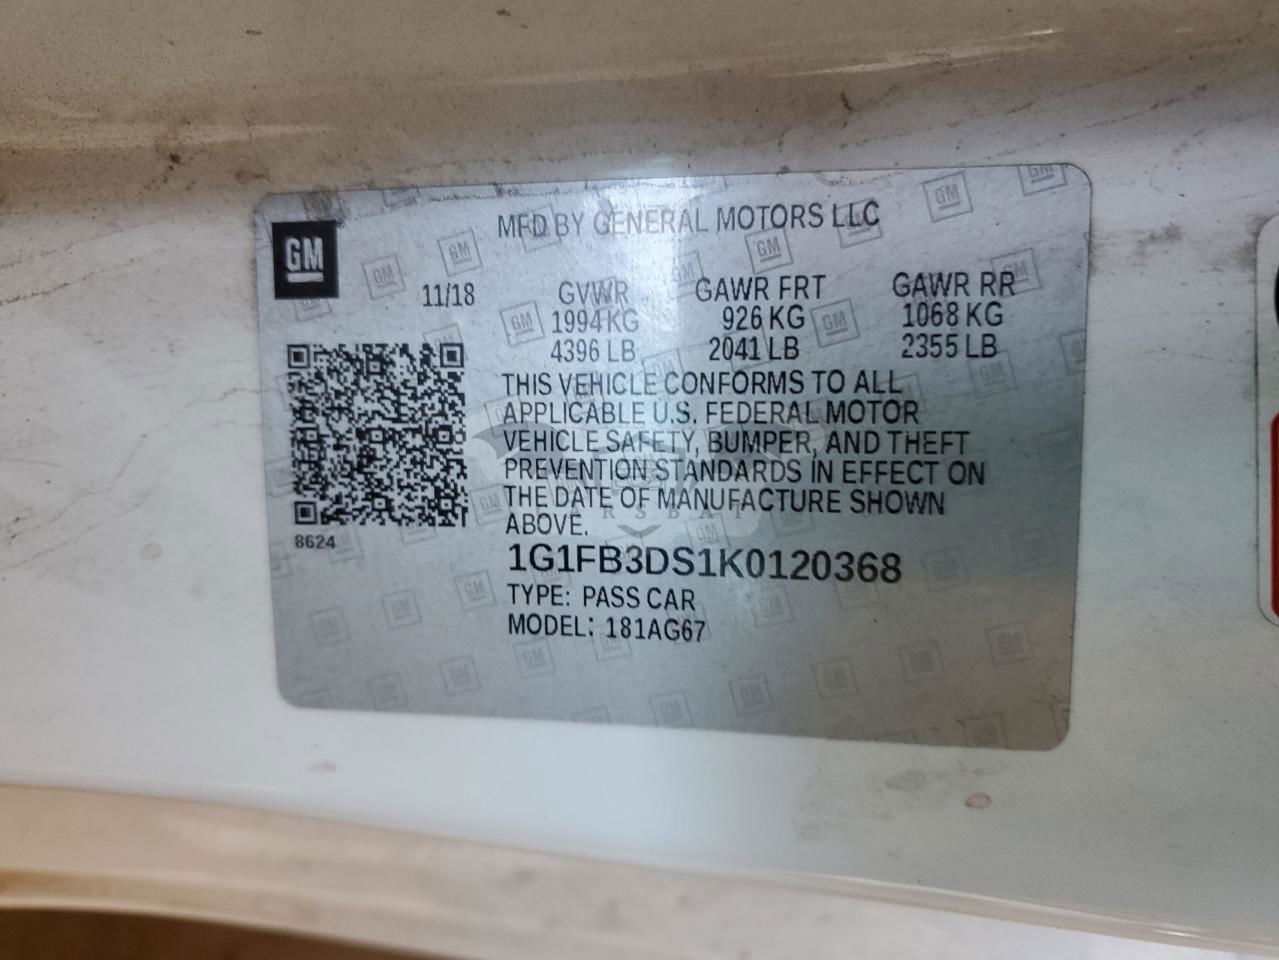 MFD BY GENERAL MOTORS LLC
GM
11/18 GVWR GAWR FRT GAWR RR
1994 KG 926 KG 1068 KG
4396 LB 2041 LB 2355 LB
THIS VEHICLE CONFORMS TO ALL
APPLICABLE U.S. FEDERAL MOTOR
VEHICLE SAFETY, BUMPER, AND THEFT
PREVENTION STANDARDS IN EFFECT ON
THE DATE OF MANUFACTURE SHOWN
ABOVE.
8624
1G1FB3DS1K0120368
TYPE: PASS CAR
MODEL: 181AG67